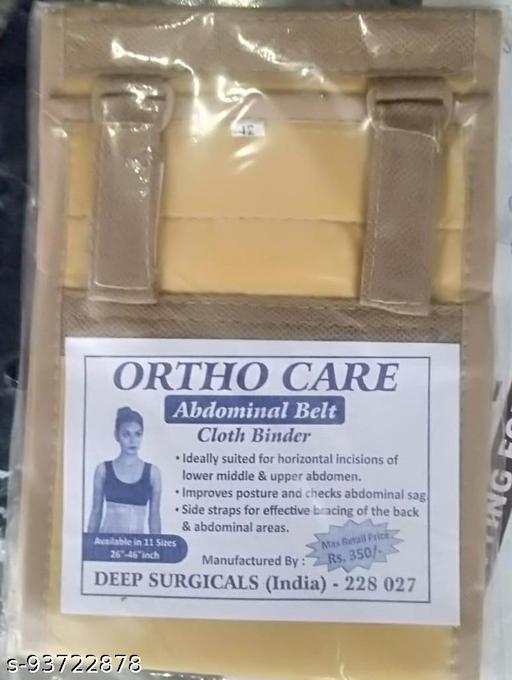 ORTHO CARE
Abdominal Belt
Cloth Binder
• Ideally suited for horizontal incisions of
lower middle & upper abdomen.
• Improves posture and checks abdominal sag
• Side straps for effective bracing of the back
& abdominal areas.
Available in 11 Sizes
26"-46"inch
Max Retail Price
Rs. 350/-
Manufactured By :
DEEP SURGICALS (India) - 228 027
s-93722878